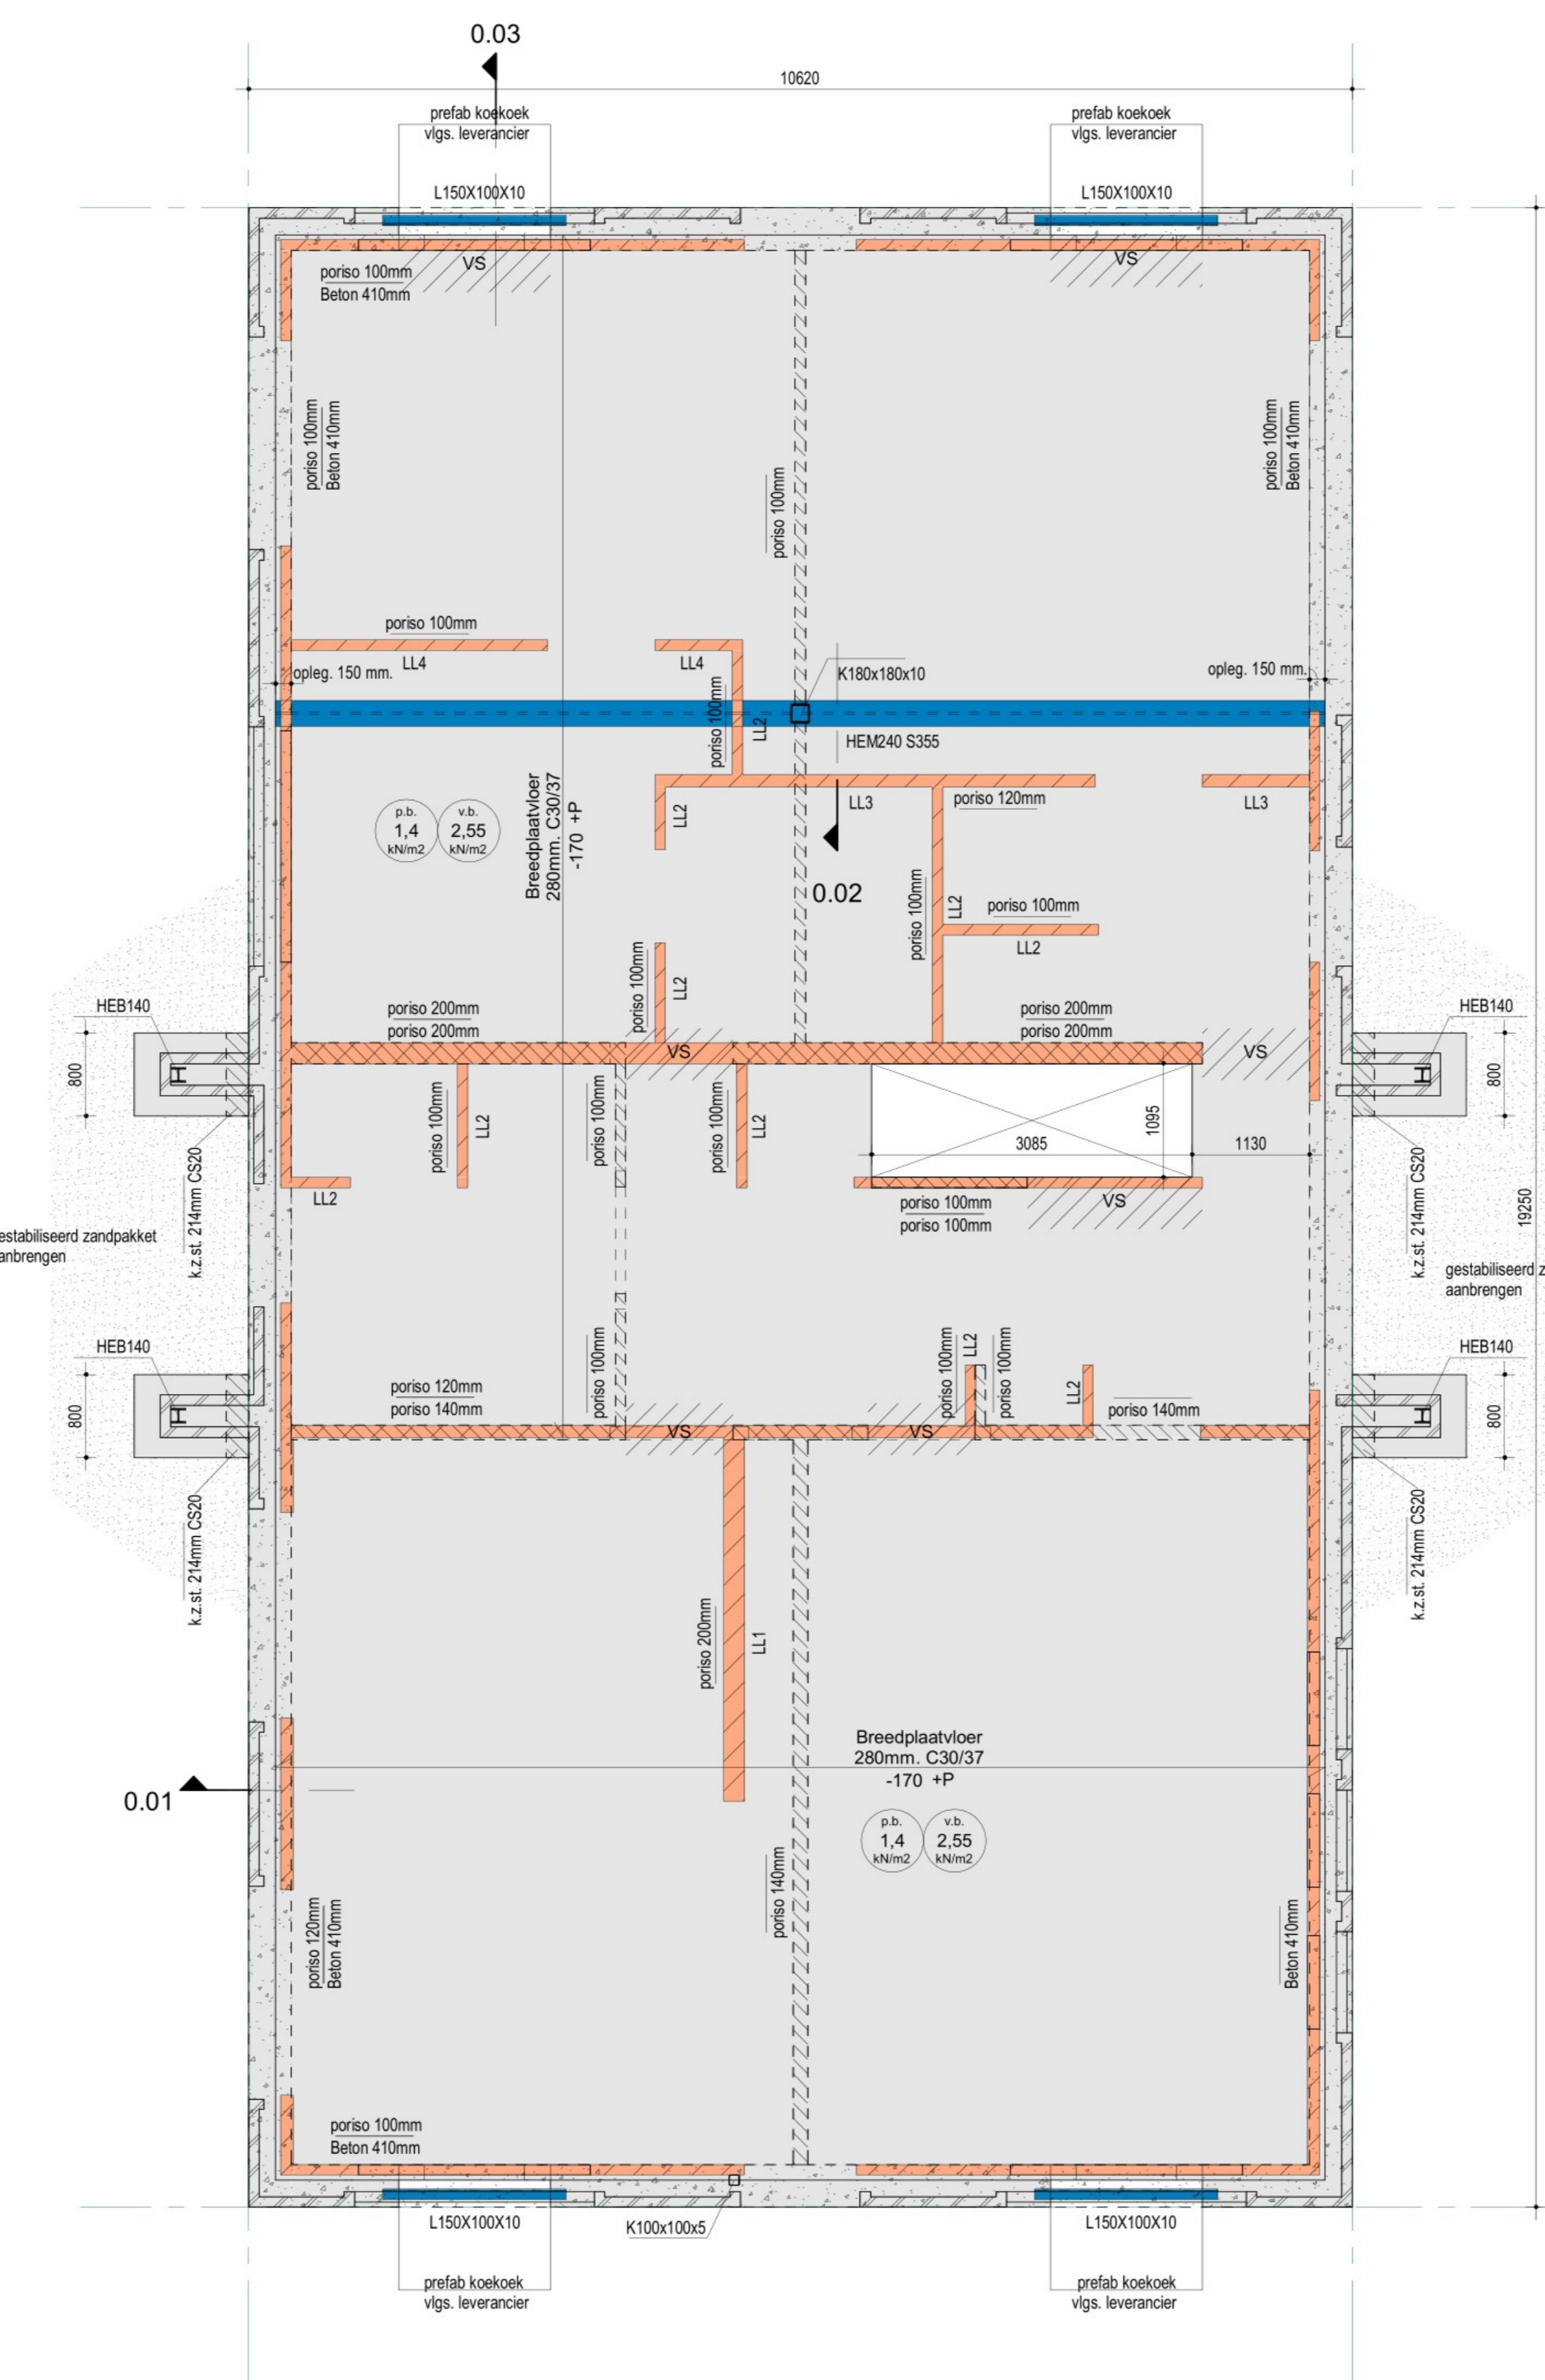 0.03
10620
prefab koekoek
vlgs. leverancier
prefab koekoek
vlgs. leverancier
L150X100X10
L150X100X10
VS
VS
poriso 100mm
Beton 410mm
poriso 100mm
Beton 410mm
poriso 100mm
Beton 410mm
poriso 100mm
poriso 100mm
LL4
LL4
opleg. 150 mm.
opleg. 150 mm.
K180x180x10
poriso 100mm
LL2
HEM240 S355
LL3
poriso 120mm
LL3
p.b.
1,4
kN/m2
v.b.
2,55
kN/m2
Breedplaatvloer
280mm. C30/37
-170 +P
LL2
0.02
poriso 100mm
LL2
poriso 100mm
LL2
poriso 100mm
LL2
HEB140
HEB140
poriso 200mm
poriso 200mm
poriso 200mm
poriso 200mm
VS
VS
800
800
poriso 100mm
LL2
poriso 100mm
poriso 100mm
LL2
1095
3085
1130
LL2
poriso 100mm
poriso 100mm
VS
k.z.st. 214mm CS20
k.z.st. 214mm CS20
19250
estabiliseerd zandpakket
anbrengen
gestabiliseerd z
aanbrengen
HEB140
HEB140
800
800
poriso 120mm
poriso 140mm
poriso 100mm
poriso 100mm
LL2
poriso 100mm
LL2
poriso 140mm
VS
VS
k.z.st. 214mm CS20
k.z.st. 214mm CS20
poriso 200mm
LL1
Breedplaatvloer
280mm. C30/37
-170 +P
0.01
p.b.
1,4
kN/m2
v.b.
2,55
kN/m2
poriso 140mm
poriso 120mm
Beton 410mm
Beton 410mm
poriso 100mm
Beton 410mm
L150X100X10
K100x100x5
L150X100X10
prefab koekoek
vlgs. leverancier
prefab koekoek
vlgs. leverancier